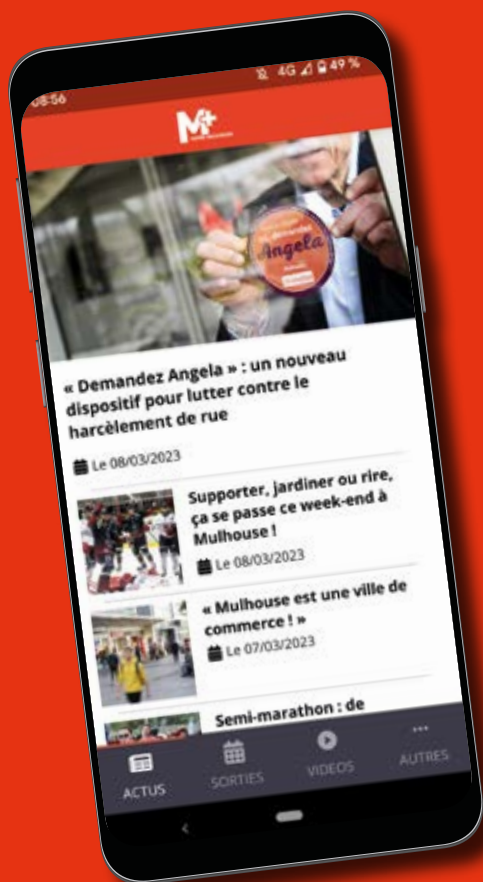 08:56
4G 49 %
M+
Angela
« Demandez Angela » : un nouveau
dispositif pour lutter contre le
harcèlement de rue
Le 08/03/2023
Supporter, jardiner ou rire,
ça se passe ce week-end à
Mulhouse !
Le 08/03/2023
« Mulhouse est une ville de
commerce ! »
Le 07/03/2023
Semi-marathon : de
ACTUS
SORTIES
VIDEOS
AUTRES